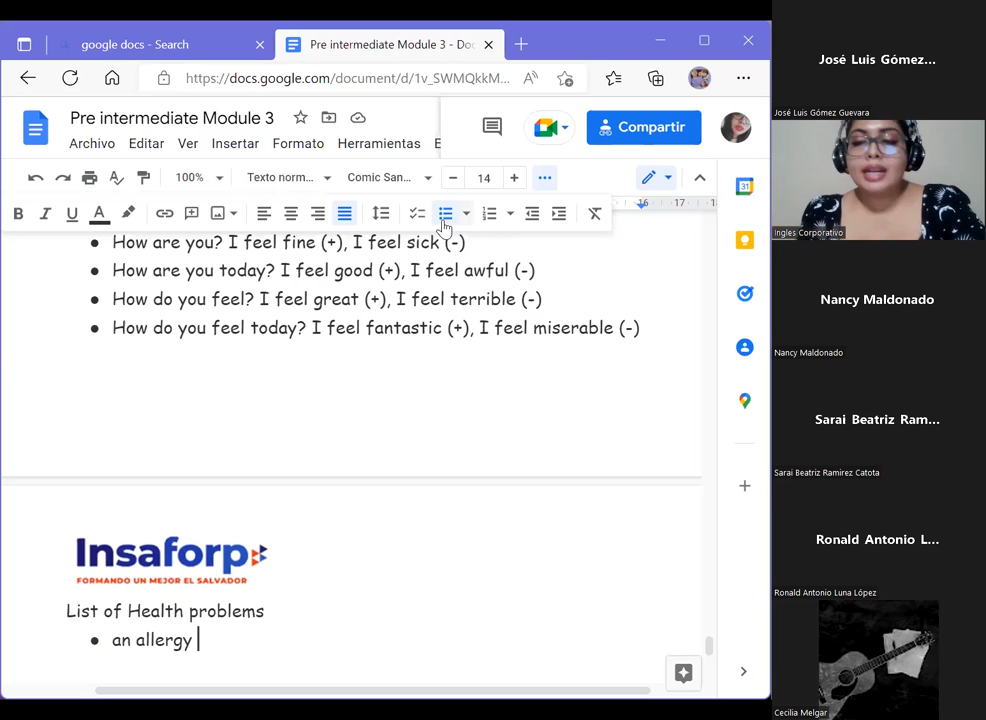 google docs - Search
Pre intermediate Module 3 - Doc
https://docs.google.com/document/d/1v_SWMQkkM...
Pre intermediate Module 3
Compartir
Archivo Editar Ver Insertar Formato Herramientas E
100% Texto norm... Comic San... 14
16 17
How are you? I feel fine (+), I feel sick (-)
How are you today? I feel good (+), I feel awful (-)
How do you feel? I feel great (+), I feel terrible (-)
How do you feel today? I feel fantastic (+), I feel miserable (-)
Insaforp
FORMANDO UN MEJOR EL SALVADOR
List of Health problems
an allergy
José Luis Gómez...
José Luis Gómez Guevara
Ingles Corporativo
Nancy Maldonado
Nancy Maldonado
Sarai Beatriz Ram...
Sarai Beatriz Ramirez Catota
Ronald Antonio L...
Ronald Antonio Luna López
Cecilia Melgar